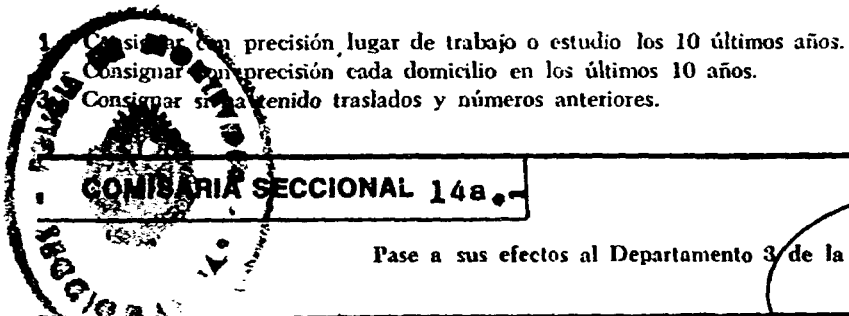 1. Consignar con precisión lugar de trabajo o estudio los 10 últimos años.
Consignar con precisión cada domicilio en los últimos 10 años.
3. Consignar si ha tenido traslados y números anteriores.
COMISARIA SECCIONAL 14a.-
Pase a sus efectos al Departamento 3 de la